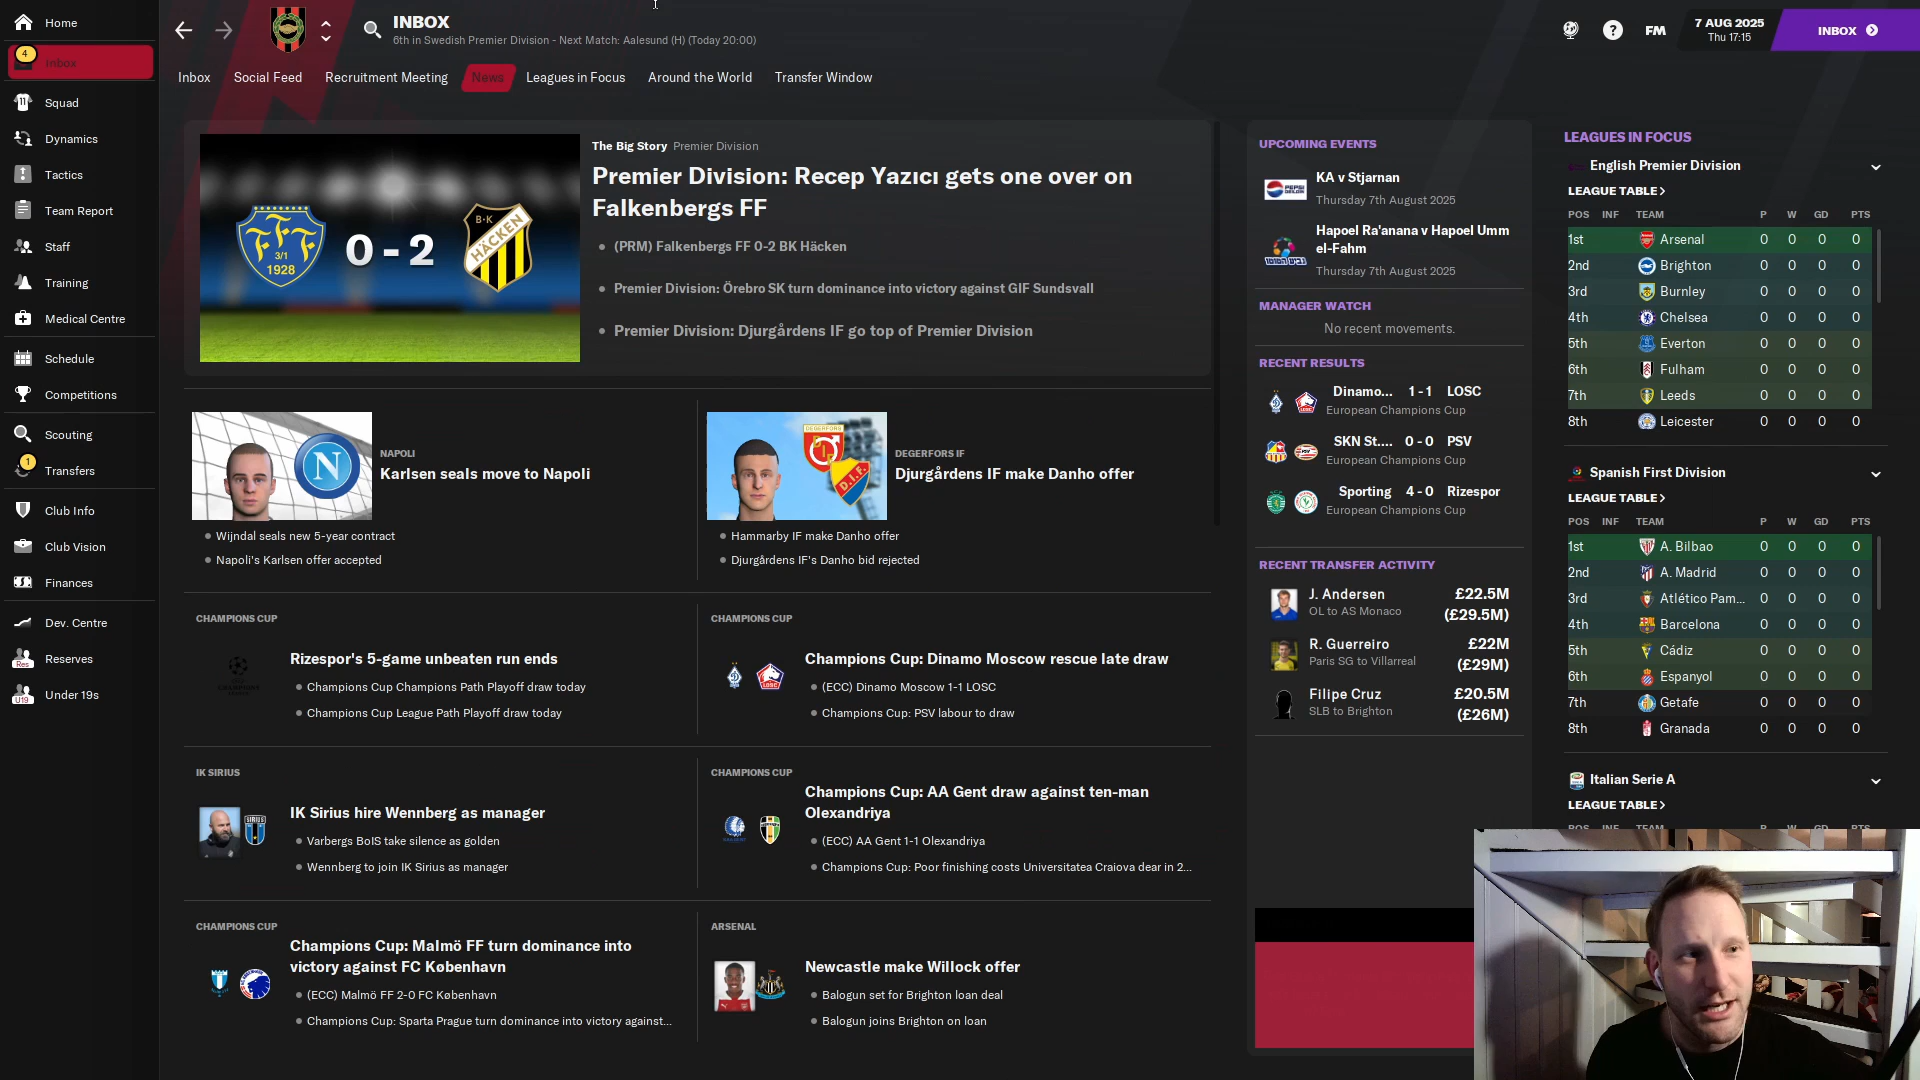 Home
4
Inbox
Squad
Dynamics
Tactics
Team Report
Staff
Training
Medical Centre
Schedule
Competitions
Scouting
1
Transfers
Club Info
Club Vision
Finances
Dev. Centre
Res
Reserves
U19
Under 19s
INBOX
6th in Swedish Premier Division - Next Match: Aalesund (H) (Today 20:00)
FM
7 AUG 2025
Thu 17:15
INBOX
Inbox
Social Feed
Recruitment Meeting
News
Leagues in Focus
Around the World
Transfer Window
FFF
3/1
1928
0 - 2
B·K
HÄCKEN
The Big Story Premier Division
Premier Division: Recep Yazıcı gets one over on
Falkenbergs FF
(PRM) Falkenbergs FF 0-2 BK Häcken
Premier Division: Örebro SK turn dominance into victory against GIF Sundsvall
Premier Division: Djurgårdens IF go top of Premier Division
N
NAPOLI
Karlsen seals move to Napoli
Wijndal seals new 5-year contract
Napoli's Karlsen offer accepted
DEGERFORS
D.I.F.
DEGERFORS IF
Djurgårdens IF make Danho offer
Hammarby IF make Danho offer
Djurgårdens IF's Danho bid rejected
CHAMPIONS CUP
Rizespor's 5-game unbeaten run ends
Champions Cup Champions Path Playoff draw today
Champions Cup League Path Playoff draw today
CHAMPIONS CUP
Champions Cup: Dinamo Moscow rescue late draw
(ECC) Dinamo Moscow 1-1 LOSC
Champions Cup: PSV labour to draw
IK SIRIUS
SIRIUS
IK Sirius hire Wennberg as manager
Varbergs BoIS take silence as golden
Wennberg to join IK Sirius as manager
CHAMPIONS CUP
Champions Cup: AA Gent draw against ten-man
Olexandriya
(ECC) AA Gent 1-1 Olexandriya
Champions Cup: Poor finishing costs Universitatea Craiova dear in 2...
CHAMPIONS CUP
Champions Cup: Malmö FF turn dominance into
victory against FC København
(ECC) Malmö FF 2-0 FC København
Champions Cup: Sparta Prague turn dominance into victory against...
ARSENAL
Newcastle make Willock offer
Balogun set for Brighton loan deal
Balogun joins Brighton on loan
UPCOMING EVENTS
PEPSI
KA v Stjarnan
Thursday 7th August 2025
Hapoel Ra'anana v Hapoel Umm
el-Fahm
Thursday 7th August 2025
MANAGER WATCH
No recent movements.
RECENT RESULTS
Dinamo... 1 - 1 LOSC
European Champions Cup
SKN St.... 0 - 0 PSV
European Champions Cup
Sporting 4 - 0 Rizespor
European Champions Cup
RECENT TRANSFER ACTIVITY
J. Andersen £22.5M
OL to AS Monaco (£29.5M)
R. Guerreiro £22M
Paris SG to Villarreal (£29M)
Filipe Cruz £20.5M
SLB to Brighton (£26M)
LEAGUES IN FOCUS
English Premier Division
LEAGUE TABLE >
POS INF TEAM P W GD PTS
1st Arsenal 0 0 0 0
2nd Brighton 0 0 0 0
3rd Burnley 0 0 0 0
4th Chelsea 0 0 0 0
5th Everton 0 0 0 0
6th Fulham 0 0 0 0
7th Leeds 0 0 0 0
8th Leicester 0 0 0 0
Spanish First Division
LEAGUE TABLE >
POS INF TEAM P W GD PTS
1st A. Bilbao 0 0 0 0
2nd A. Madrid 0 0 0 0
3rd Atlético Pam... 0 0 0 0
4th Barcelona 0 0 0 0
5th Cádiz 0 0 0 0
6th Espanyol 0 0 0 0
7th Getafe 0 0 0 0
8th Granada 0 0 0 0
Italian Serie A
LEAGUE TABLE >
POS INF TEAM P W GD PTS